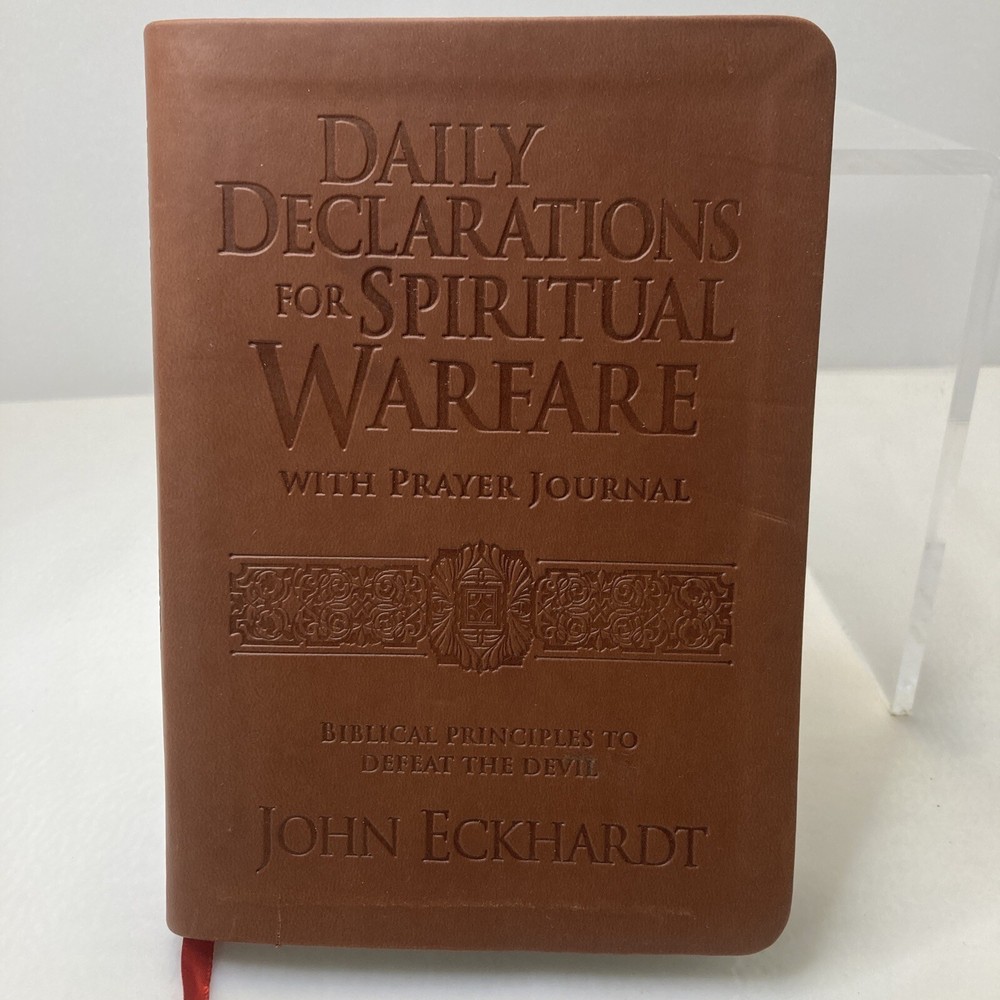 DAILY
DECLARATIONS
FOR SPIRITUAL
WARFARE
WITH PRAYER JOURNAL
BIBLICAL PRINCIPLES TO
DEFEAT THE DEVIL
JOHN ECKHARDT